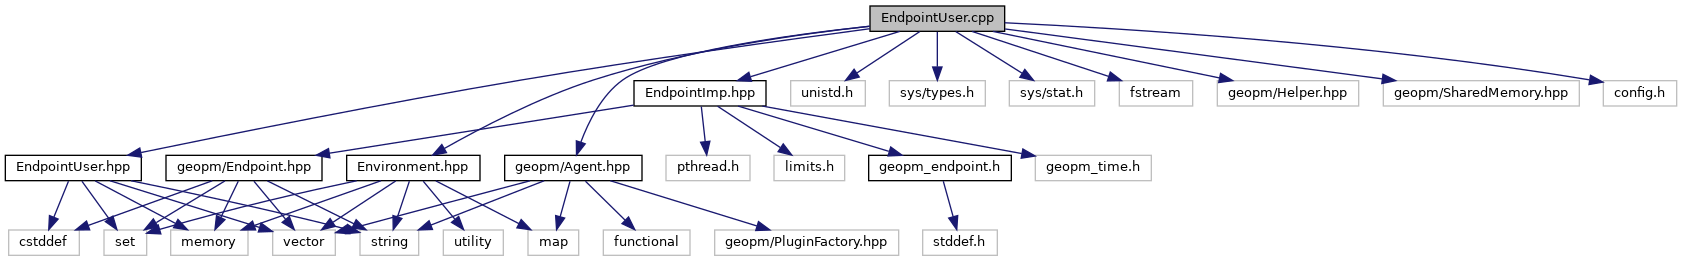 EndpointUser.cpp
EndpointImp.hpp
unistd.h
sys/types.h
sys/stat.h
fstream
geopm/Helper.hpp
geopm/SharedMemory.hpp
config.h
EndpointUser.hpp
geopm/Endpoint.hpp
Environment.hpp
geopm/Agent.hpp
pthread.h
limits.h
geopm_endpoint.h
geopm_time.h
cstddef
set
memory
vector
string
utility
map
functional
geopm/PluginFactory.hpp
stddef.h